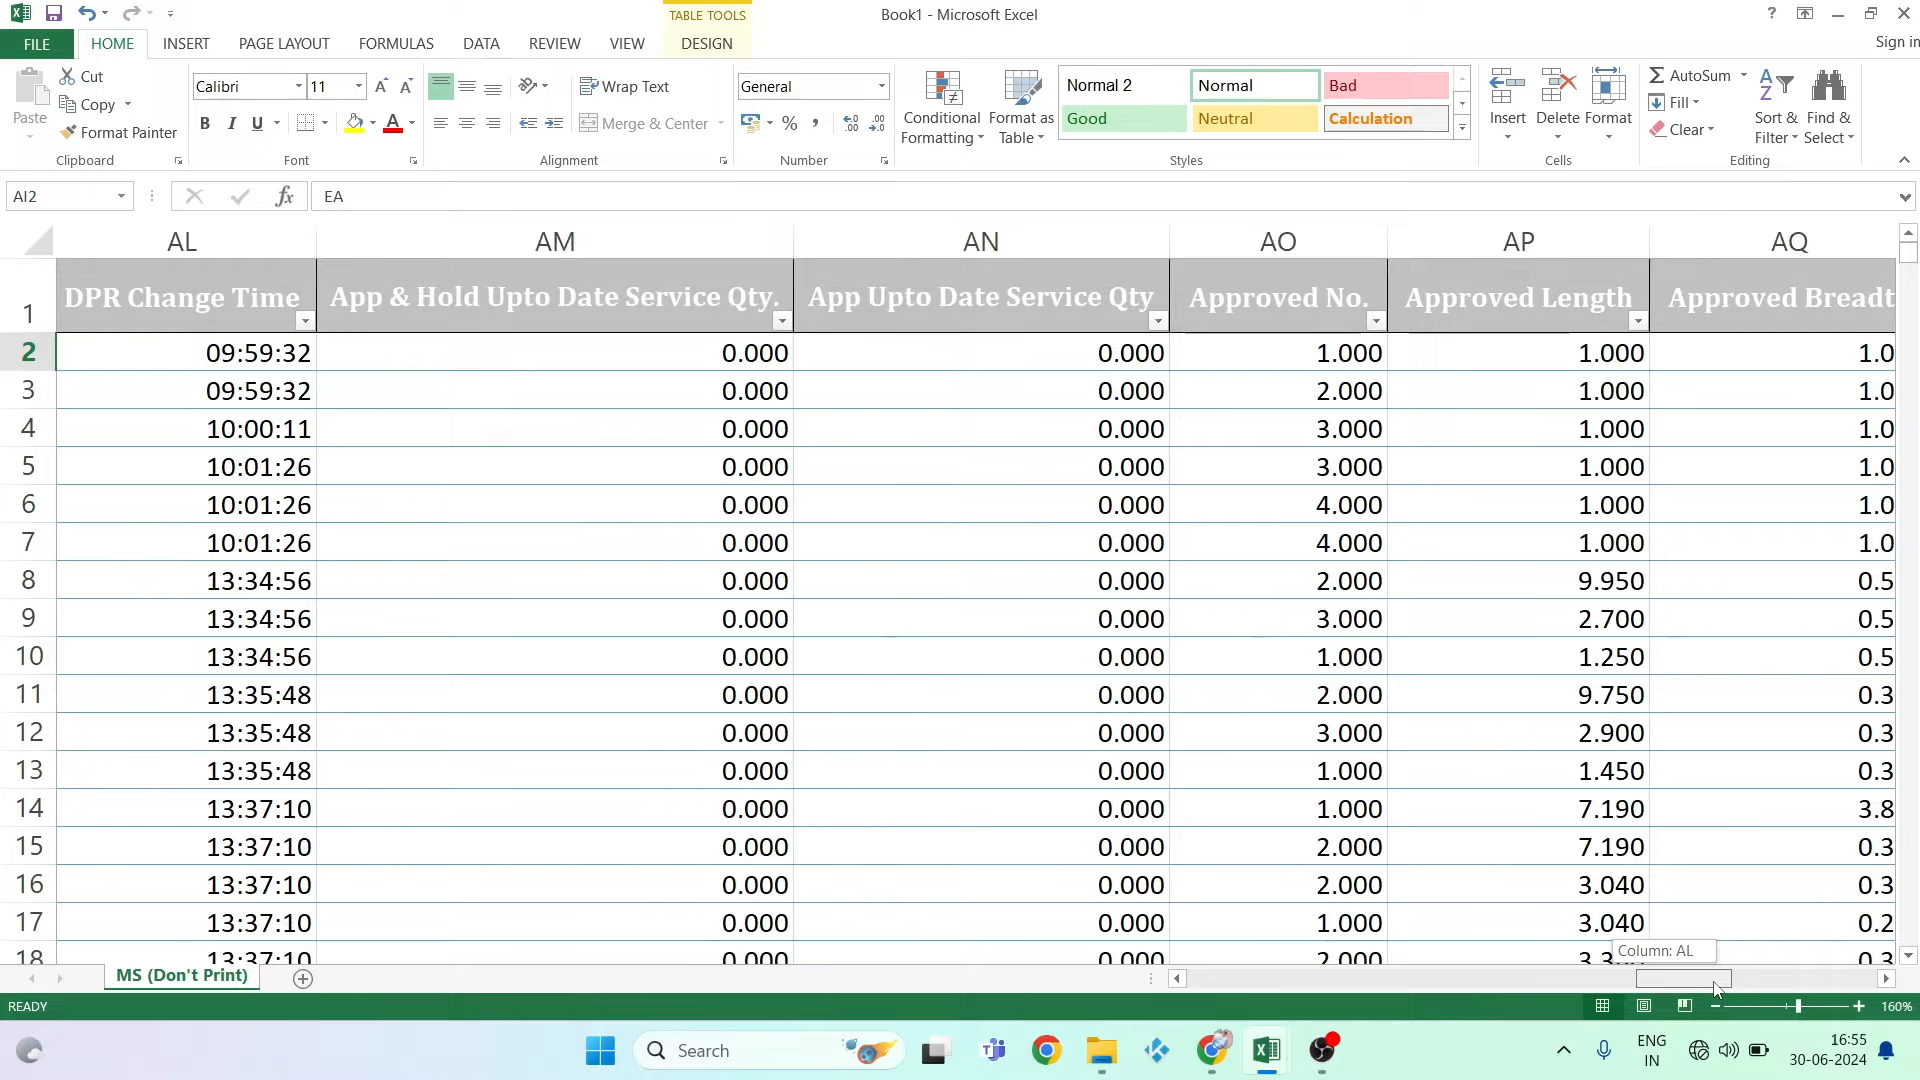 TABLE TOOLS
Book1 - Microsoft Excel
?
Sign in
FILE
HOME
INSERT
PAGE LAYOUT
FORMULAS
DATA
REVIEW
VIEW
DESIGN
Paste
Cut
Copy
Format Painter
Clipboard
Calibri
11
B I U
Font
Wrap Text
Merge & Center
Alignment
General
%
Number
Conditional
Formatting
Format as
Table
Normal 2
Normal
Bad
Good
Neutral
Calculation
Styles
Insert
Delete
Format
Cells
AutoSum
Fill
Clear
Sort &
Filter
Find &
Select
Editing
AI2
fx
EA
AL AM AN AO AP AQ
1 DPR Change Time App & Hold Upto Date Service Qty. App Upto Date Service Qty Approved No. Approved Length Approved Breadt
2 09:59:32 0.000 0.000 1.000 1.000 1.0
3 09:59:32 0.000 0.000 2.000 1.000 1.0
4 10:00:11 0.000 0.000 3.000 1.000 1.0
5 10:01:26 0.000 0.000 3.000 1.000 1.0
6 10:01:26 0.000 0.000 4.000 1.000 1.0
7 10:01:26 0.000 0.000 4.000 1.000 1.0
8 13:34:56 0.000 0.000 2.000 9.950 0.5
9 13:34:56 0.000 0.000 3.000 2.700 0.5
10 13:34:56 0.000 0.000 1.000 1.250 0.5
11 13:35:48 0.000 0.000 2.000 9.750 0.3
12 13:35:48 0.000 0.000 3.000 2.900 0.3
13 13:35:48 0.000 0.000 1.000 1.450 0.3
14 13:37:10 0.000 0.000 1.000 7.190 3.8
15 13:37:10 0.000 0.000 2.000 7.190 0.3
16 13:37:10 0.000 0.000 2.000 3.040 0.3
17 13:37:10 0.000 0.000 1.000 3.040 0.2
18 13:37:10 0.000 0.000 2.000 0.3
Column: AL
MS (Don't Print)
READY
160%
Search
ENG
IN
16:55
30-06-2024